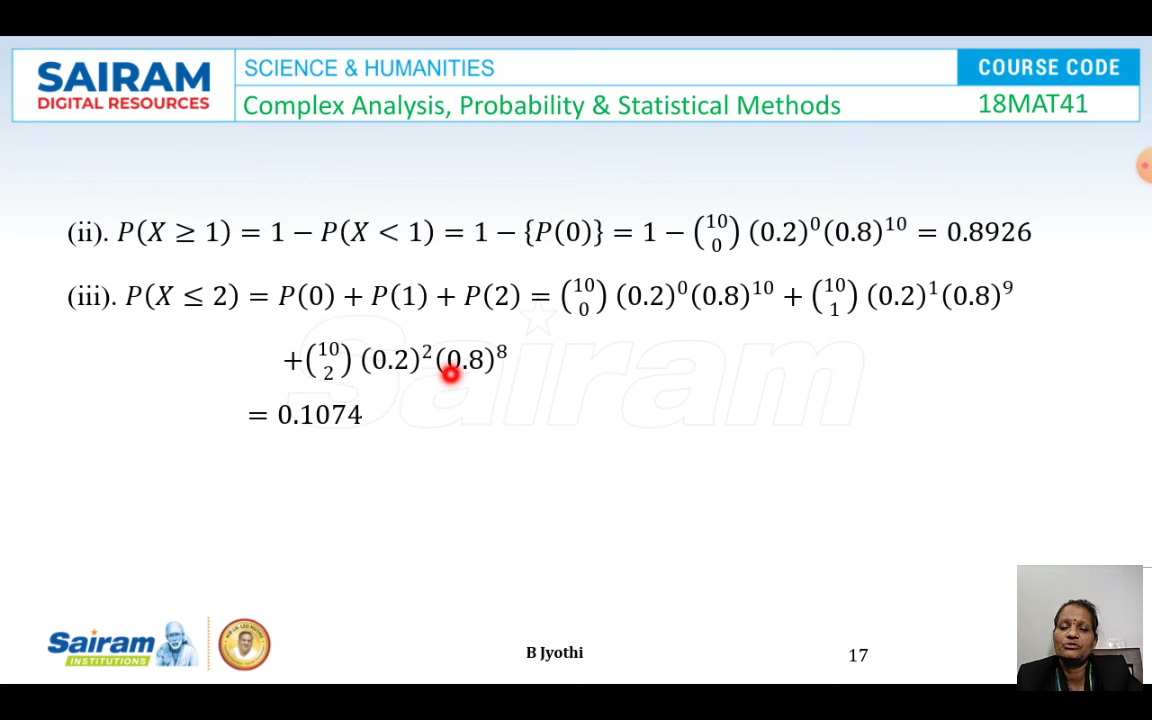 SAIRAM
DIGITAL RESOURCES
SCIENCE & HUMANITIES
COURSE CODE
Complex Analysis, Probability & Statistical Methods
18MAT41
(ii). P(X ≥ 1) = 1 − P(X < 1) = 1 − {P(0)} = 1 − (10 0) (0.2)⁰(0.8)¹⁰ = 0.8926
(iii). P(X ≤ 2) = P(0) + P(1) + P(2) = (10 0) (0.2)⁰(0.8)¹⁰ + (10 1) (0.2)¹(0.8)⁹
+(10 2) (0.2)²(0.8)⁸
= 0.1074
Sairam
Sairam
INSTITUTIONS
B Jyothi
17